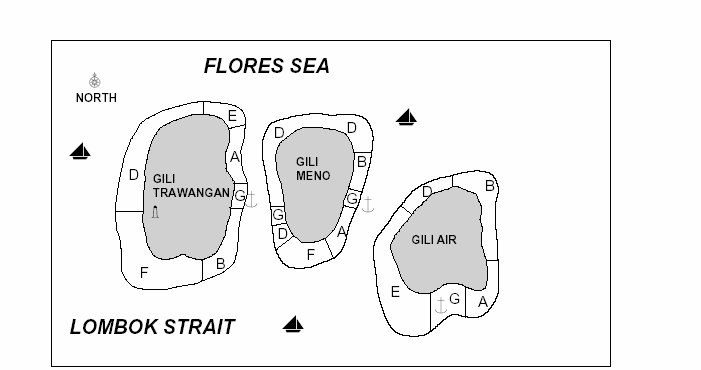 FLORES SEA
NORTH
E
A
D
GILI
TRAWANGAN
G
F
B
D
D
GILI
MENO
B
G
G
D
A
F
D
B
GILI AIR
E
G
A
LOMBOK STRAIT